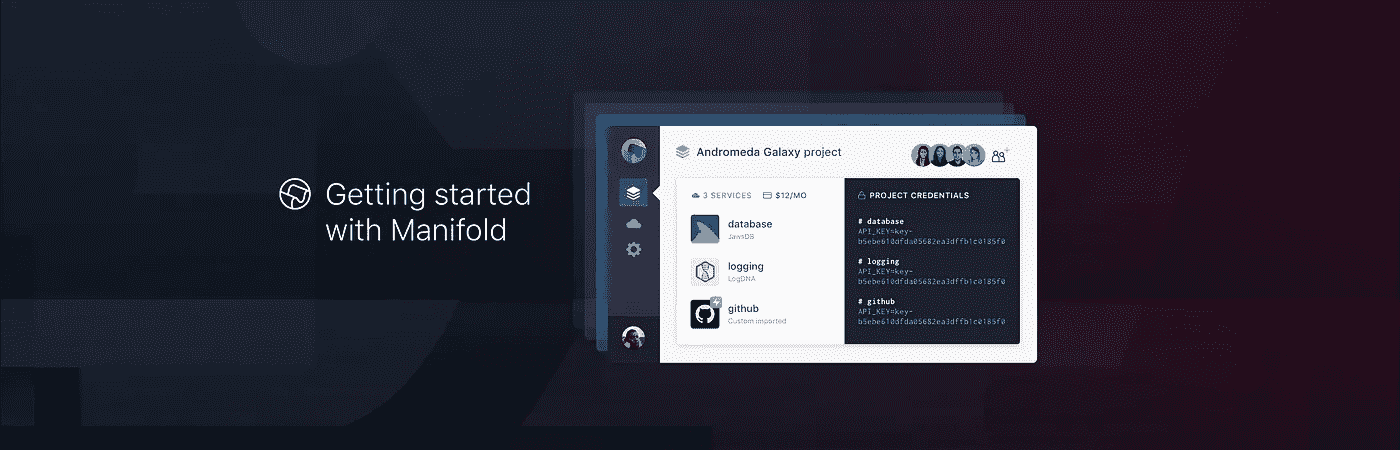 Getting started
with Manifold
Andromeda Galaxy project
3 SERVICES $12/MO
database
JawsDB
logging
LogDNA
github
Custom imported
PROJECT CREDENTIALS
# database
API_KEY=key-
b5ebe610dfda05682ea3dffb1c0185f0
# logging
API_KEY=key-
b5ebe610dfda05682ea3dffb1c0185f0
# github
API_KEY=key-
b5ebe610dfda05682ea3dffb1c0185f0